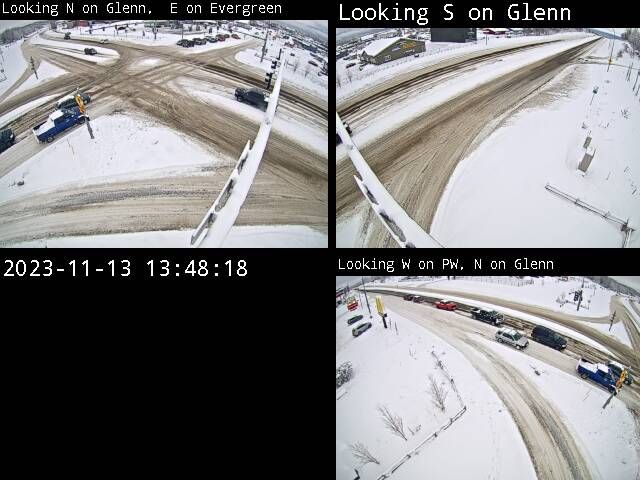 Looking N on Glenn,  E on Evergreen
Looking S on Glenn
2023-11-13 13:48:18
Looking W on PW, N on Glenn